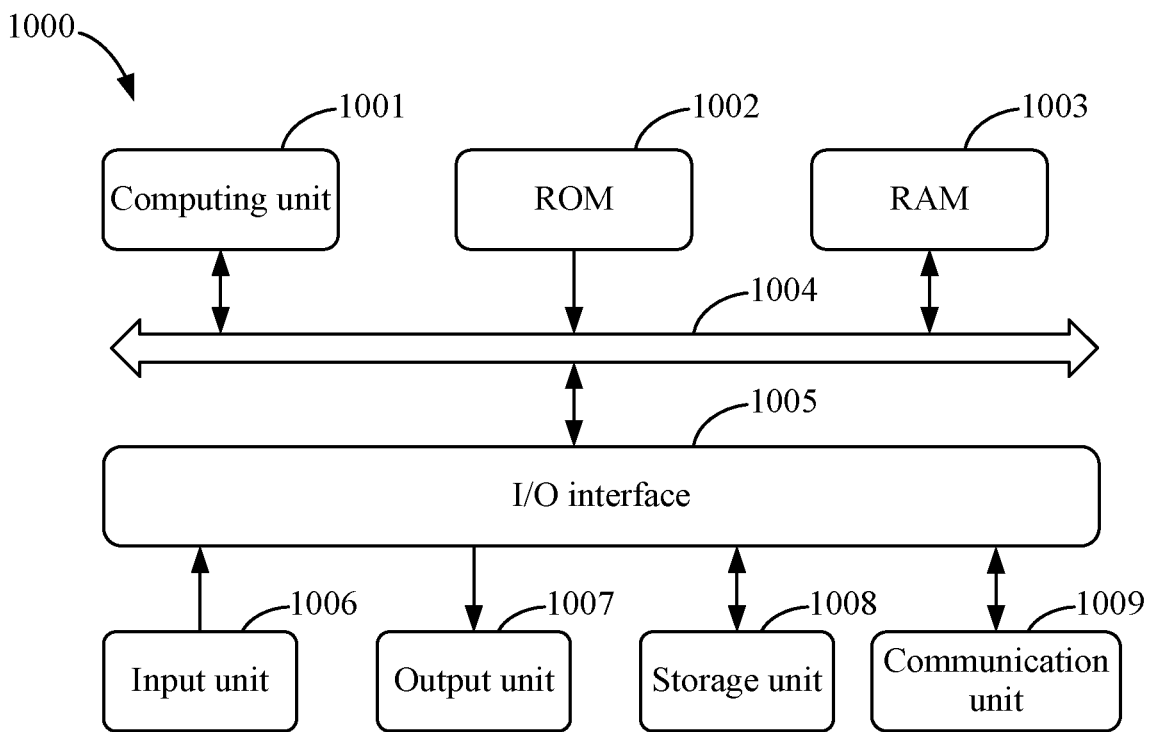 1000
1001
1002
1003
Computing unit
ROM
RAM
1004
1005
I/O interface
1006
1007
1008
1009
Input unit
Output unit
Storage unit
Communication
unit